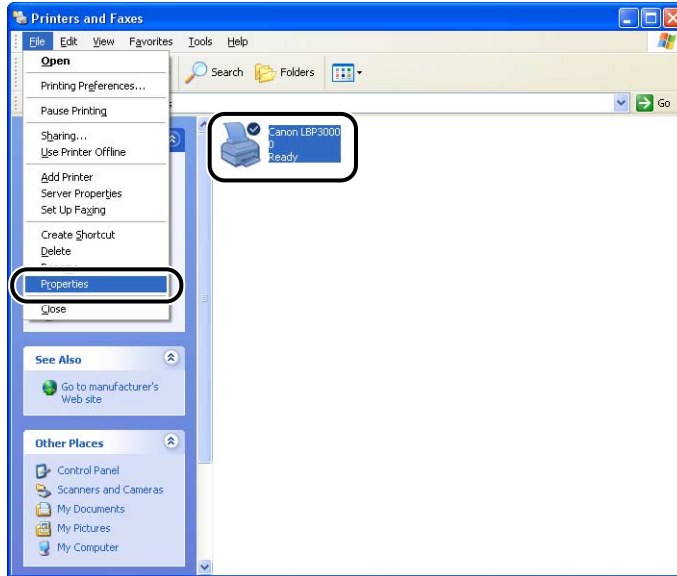 Printers and Faxes
File Edit View Favorites Tools Help
Open
Printing Preferences...
Pause Printing
Sharing...
Use Printer Offline
Add Printer
Server Properties
Set Up Faxing
Create Shortcut
Delete
Properties
Close
Search Folders
Go
Canon LBP3000
0
Ready
See Also
Go to manufacturer's
Web site
Other Places
Control Panel
Scanners and Cameras
My Documents
My Pictures
My Computer